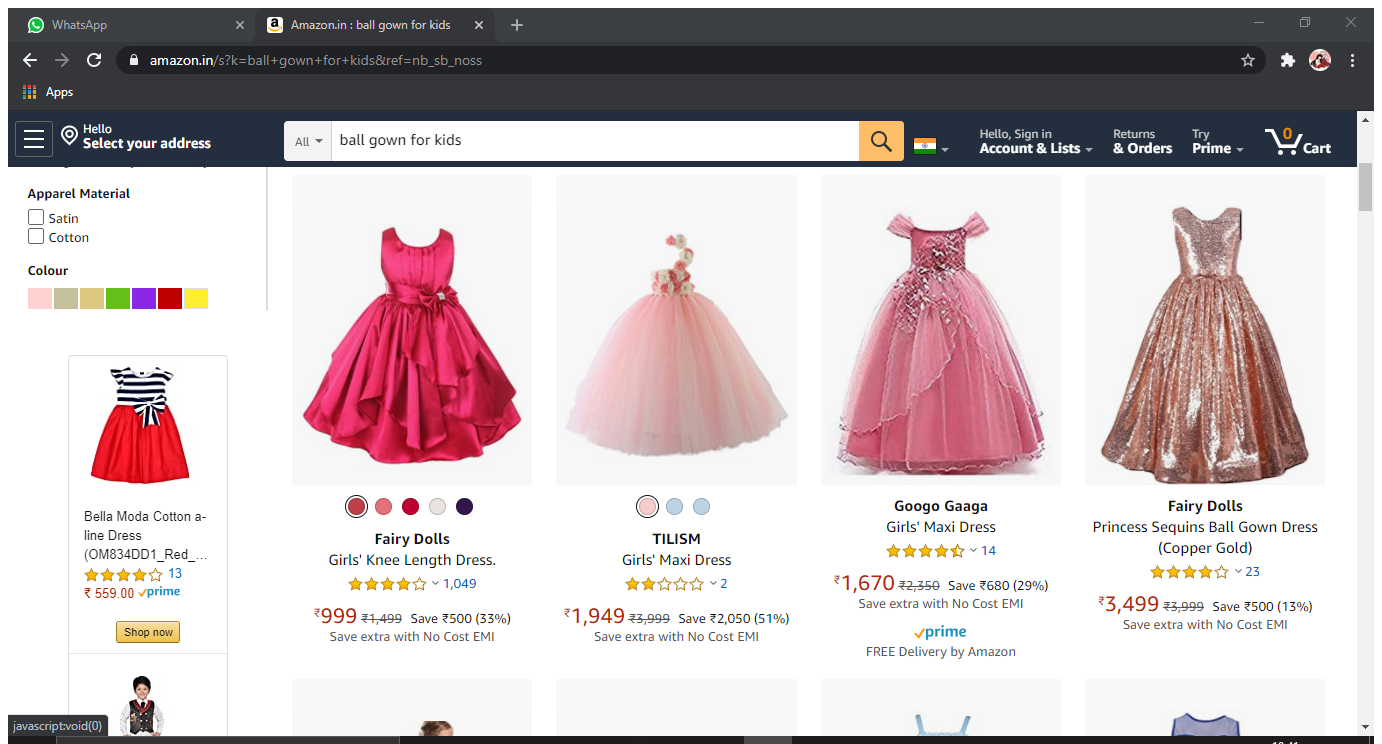 WhatsApp
Amazon.in : ball gown for kids
amazon.in/s?k=ball+gown+for+kids&ref=nb_sb_noss
Apps
Hello
Select your address
All
ball gown for kids
Hello, Sign in
Account & Lists
Returns
& Orders
Try
Prime
0
Cart
Apparel Material
Satin
Cotton
Colour
Bella Moda Cotton a-
line Dress
(OM834DD1_Red_...
13
₹ 559.00 prime
Shop now
Fairy Dolls
Girls' Knee Length Dress.
1,049
₹999 ₹1,499 Save ₹500 (33%)
Save extra with No Cost EMI
TILISM
Girls' Maxi Dress
2
₹1,949 ₹3,999 Save ₹2,050 (51%)
Save extra with No Cost EMI
Googo Gaaga
Girls' Maxi Dress
14
₹1,670 ₹2,350 Save ₹680 (29%)
Save extra with No Cost EMI
prime
FREE Delivery by Amazon
Fairy Dolls
Princess Sequins Ball Gown Dress
(Copper Gold)
23
₹3,499 ₹3,999 Save ₹500 (13%)
Save extra with No Cost EMI
javascript:void(0)